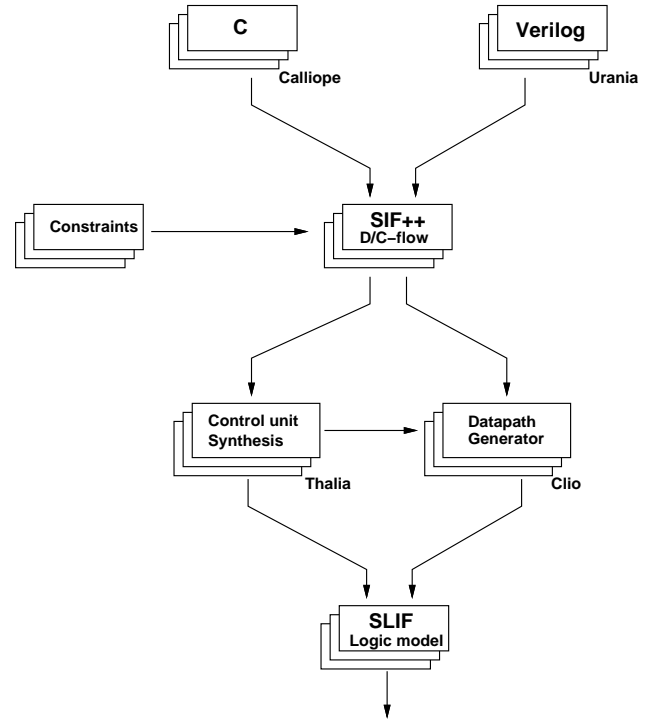 C
Verilog
Calliope
Urania
SIF++
D/C−flow
Constraints
Control unit
Synthesis
Datapath
Generator
Thalia
Clio
SLIF
Logic model